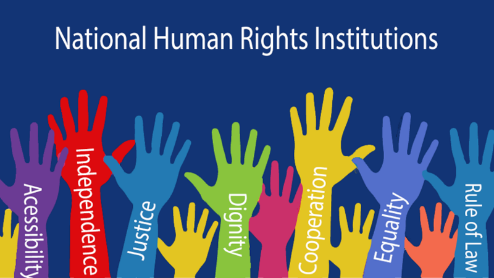 National Human Rights Institutions
Acessibility
Independence
Justice
Dignity
Cooperation
Equality
Rule of Law